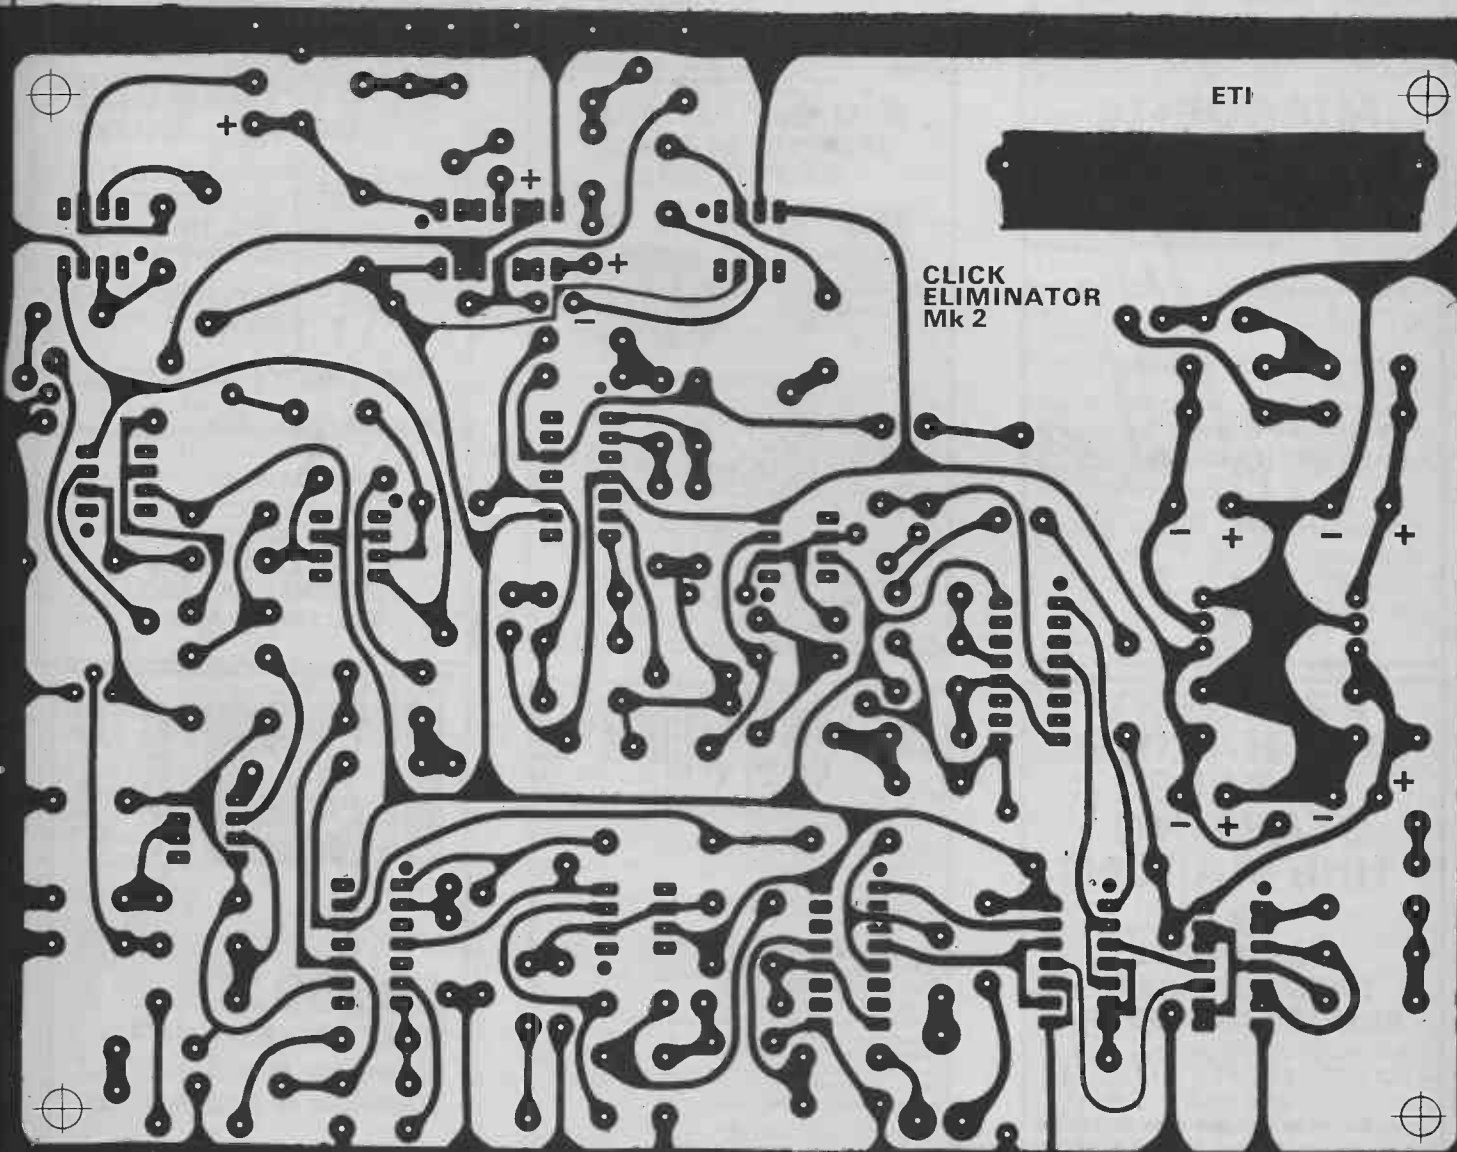 ETI
+
+
+
CLICK
ELIMINATOR
Mk 2
−
− + − +
+
− + −